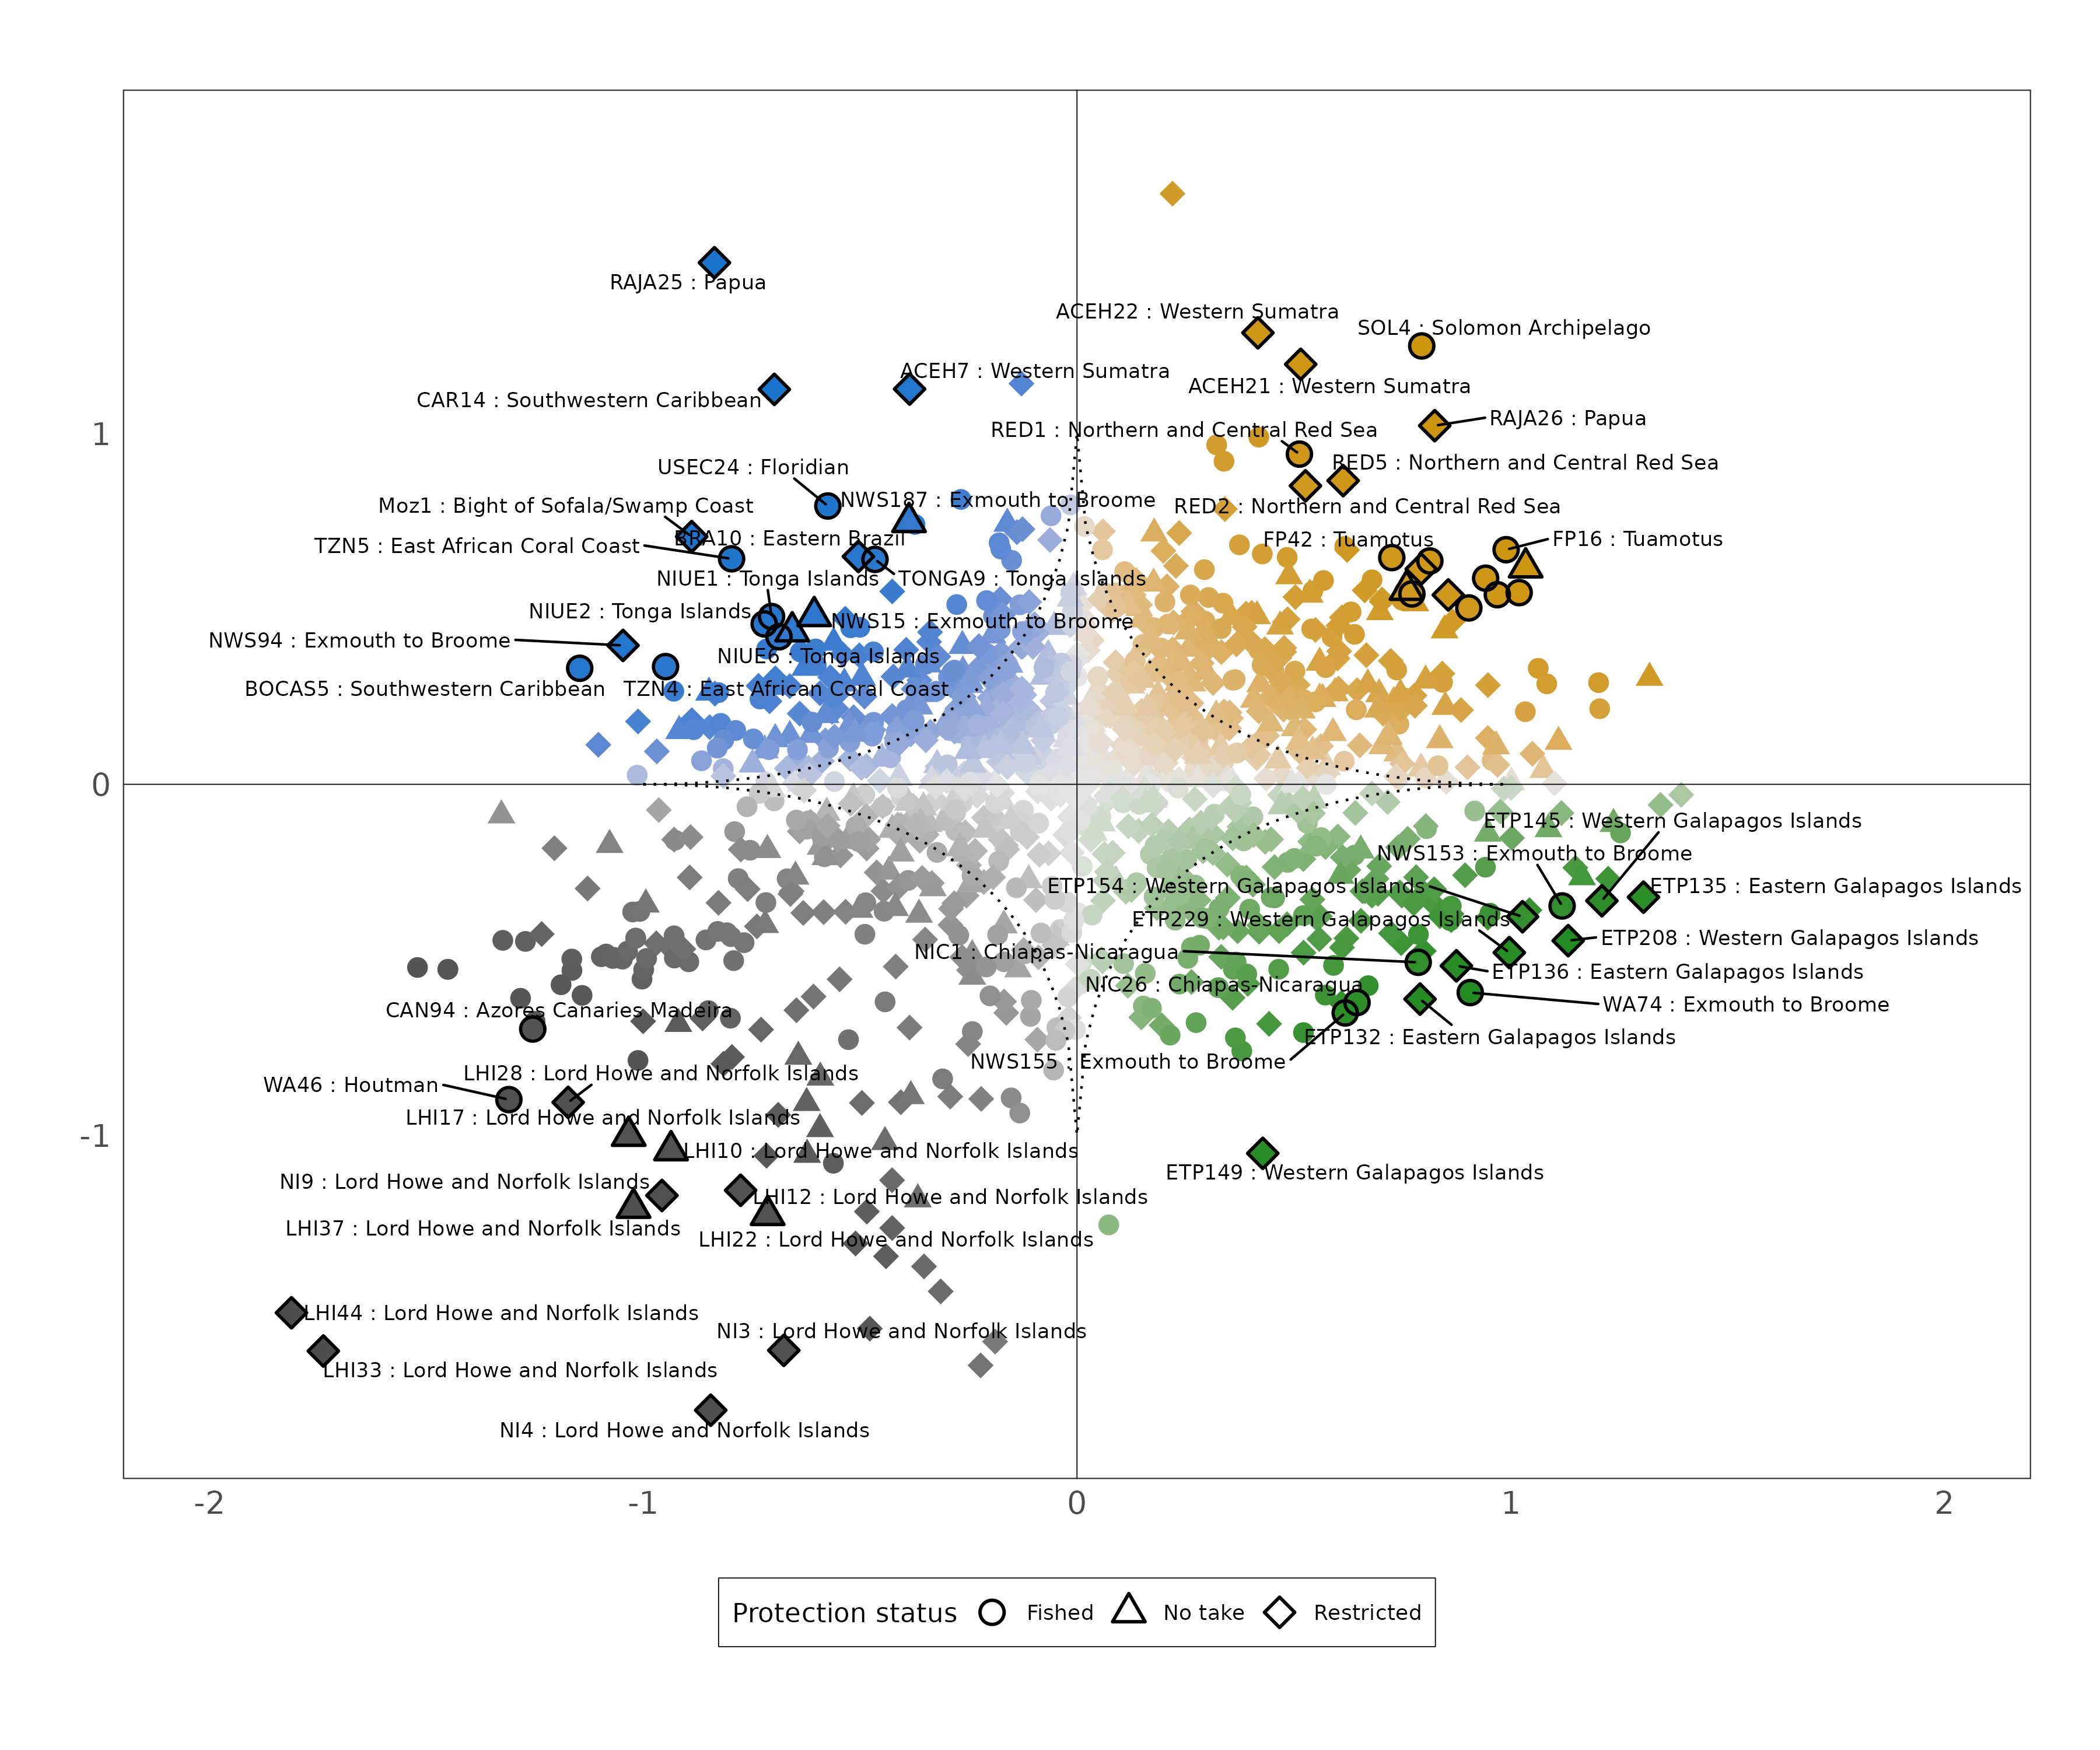 RAJA25 : Papua
ACEH22 : Western Sumatra
SOL4 : Solomon Archipelago
ACEH7 : Western Sumatra
ACEH21 : Western Sumatra
CAR14 : Southwestern Caribbean
RAJA26 : Papua
1
RED1 : Northern and Central Red Sea
USEC24 : Floridian
RED5 : Northern and Central Red Sea
NWS187 : Exmouth to Broome
Moz1 : Bight of Sofala/Swamp Coast
RED2 : Northern and Central Red Sea
BRA10 : Eastern Brazil
FP42 : Tuamotus
FP16 : Tuamotus
TZN5 : East African Coral Coast
NIUE1 : Tonga Islands
TONGA9 : Tonga Islands
NIUE2 : Tonga Islands
NWS15 : Exmouth to Broome
NWS94 : Exmouth to Broome
NIUE6 : Tonga Islands
BOCAS5 : Southwestern Caribbean
TZN4 : East African Coral Coast
0
ETP145 : Western Galapagos Islands
NWS153 : Exmouth to Broome
ETP154 : Western Galapagos Islands
ETP135 : Eastern Galapagos Islands
ETP229 : Western Galapagos Islands
ETP208 : Western Galapagos Islands
NIC1 : Chiapas-Nicaragua
ETP136 : Eastern Galapagos Islands
NIC26 : Chiapas-Nicaragua
WA74 : Exmouth to Broome
CAN94 : Azores Canaries Madeira
ETP132 : Eastern Galapagos Islands
NWS155 : Exmouth to Broome
LHI28 : Lord Howe and Norfolk Islands
WA46 : Houtman
LHI17 : Lord Howe and Norfolk Islands
-1
LHI10 : Lord Howe and Norfolk Islands
ETP149 : Western Galapagos Islands
NI9 : Lord Howe and Norfolk Islands
LHI12 : Lord Howe and Norfolk Islands
LHI37 : Lord Howe and Norfolk Islands
LHI22 : Lord Howe and Norfolk Islands
LHI44 : Lord Howe and Norfolk Islands
NI3 : Lord Howe and Norfolk Islands
LHI33 : Lord Howe and Norfolk Islands
NI4 : Lord Howe and Norfolk Islands
-2 -1 0 1 2
Protection status Fished No take Restricted